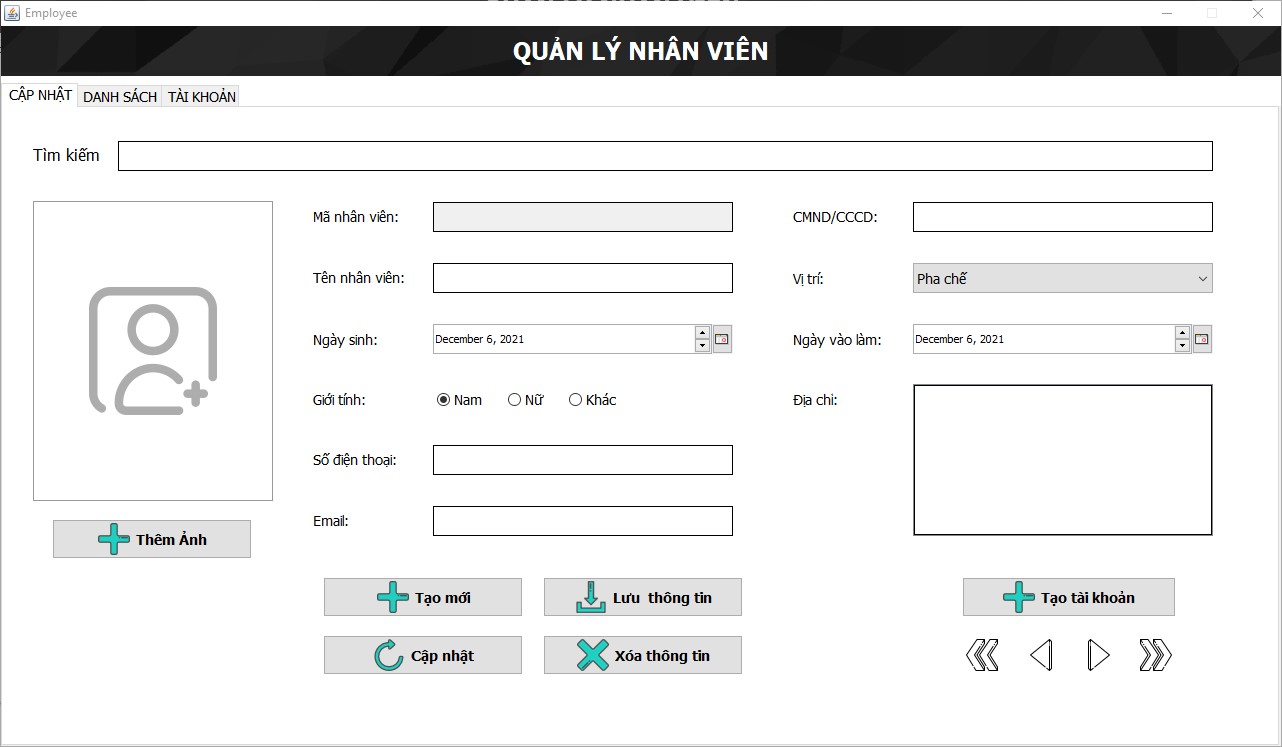 Employee
QUẢN LÝ NHÂN VIÊN
CẬP NHẬT DANH SÁCH TÀI KHOẢN
Tìm kiếm
Mã nhân viên:
CMND/CCCD:
Tên nhân viên:
Vị trí:
Pha chế
Ngày sinh:
December 6, 2021
Ngày vào làm:
December 6, 2021
Giới tính:
Nam Nữ Khác
Địa chỉ:
Số điện thoại:
Email:
Thêm Ảnh
Tạo mới
Lưu thông tin
Tạo tài khoản
Cập nhật
Xóa thông tin